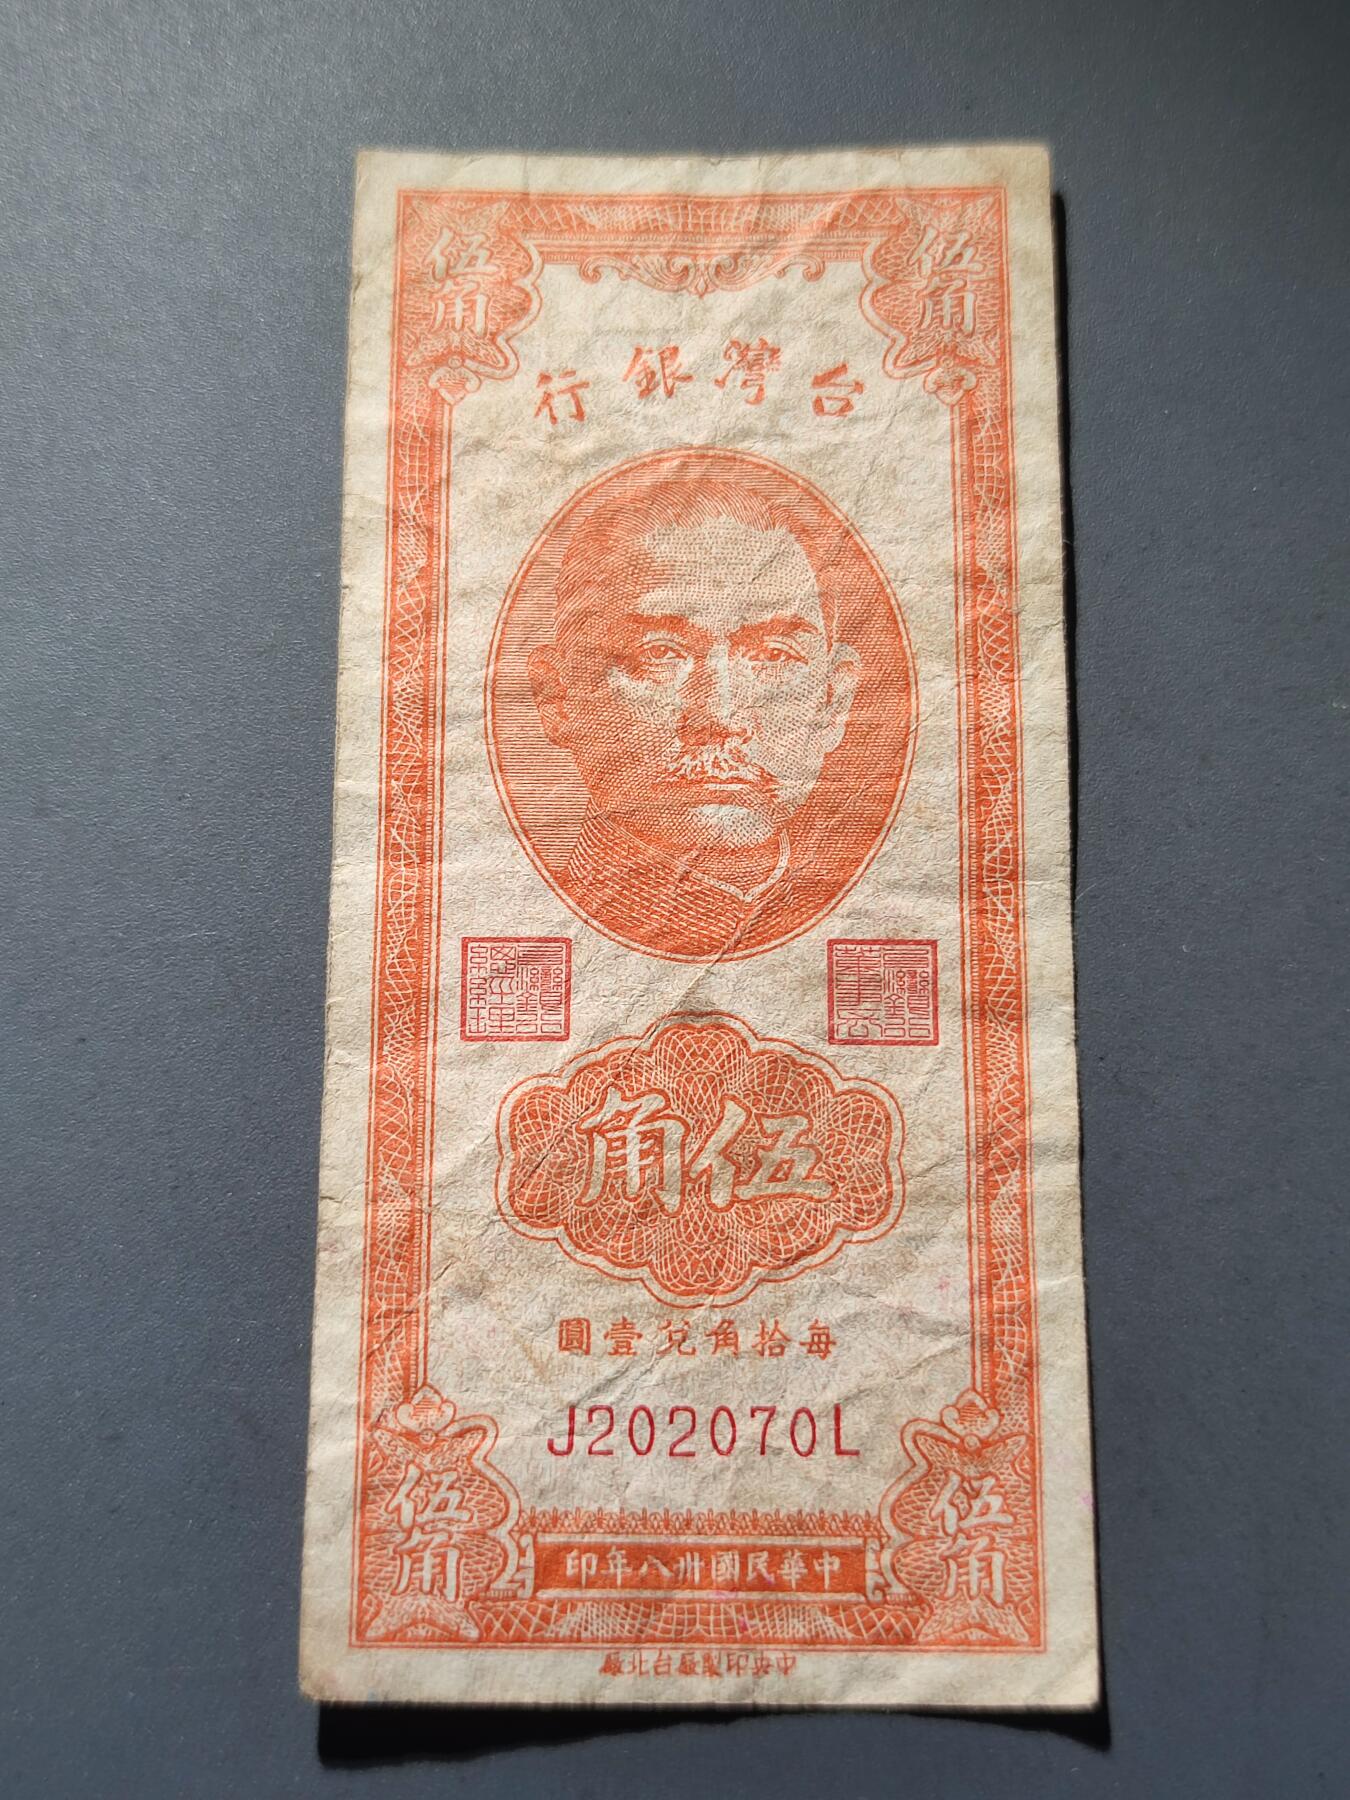 伍角
伍角
台灣銀行
伍角
每拾角兌壹圓
J202070L
伍角
伍角
中華民國卅八年印
中央印製廠台北廠